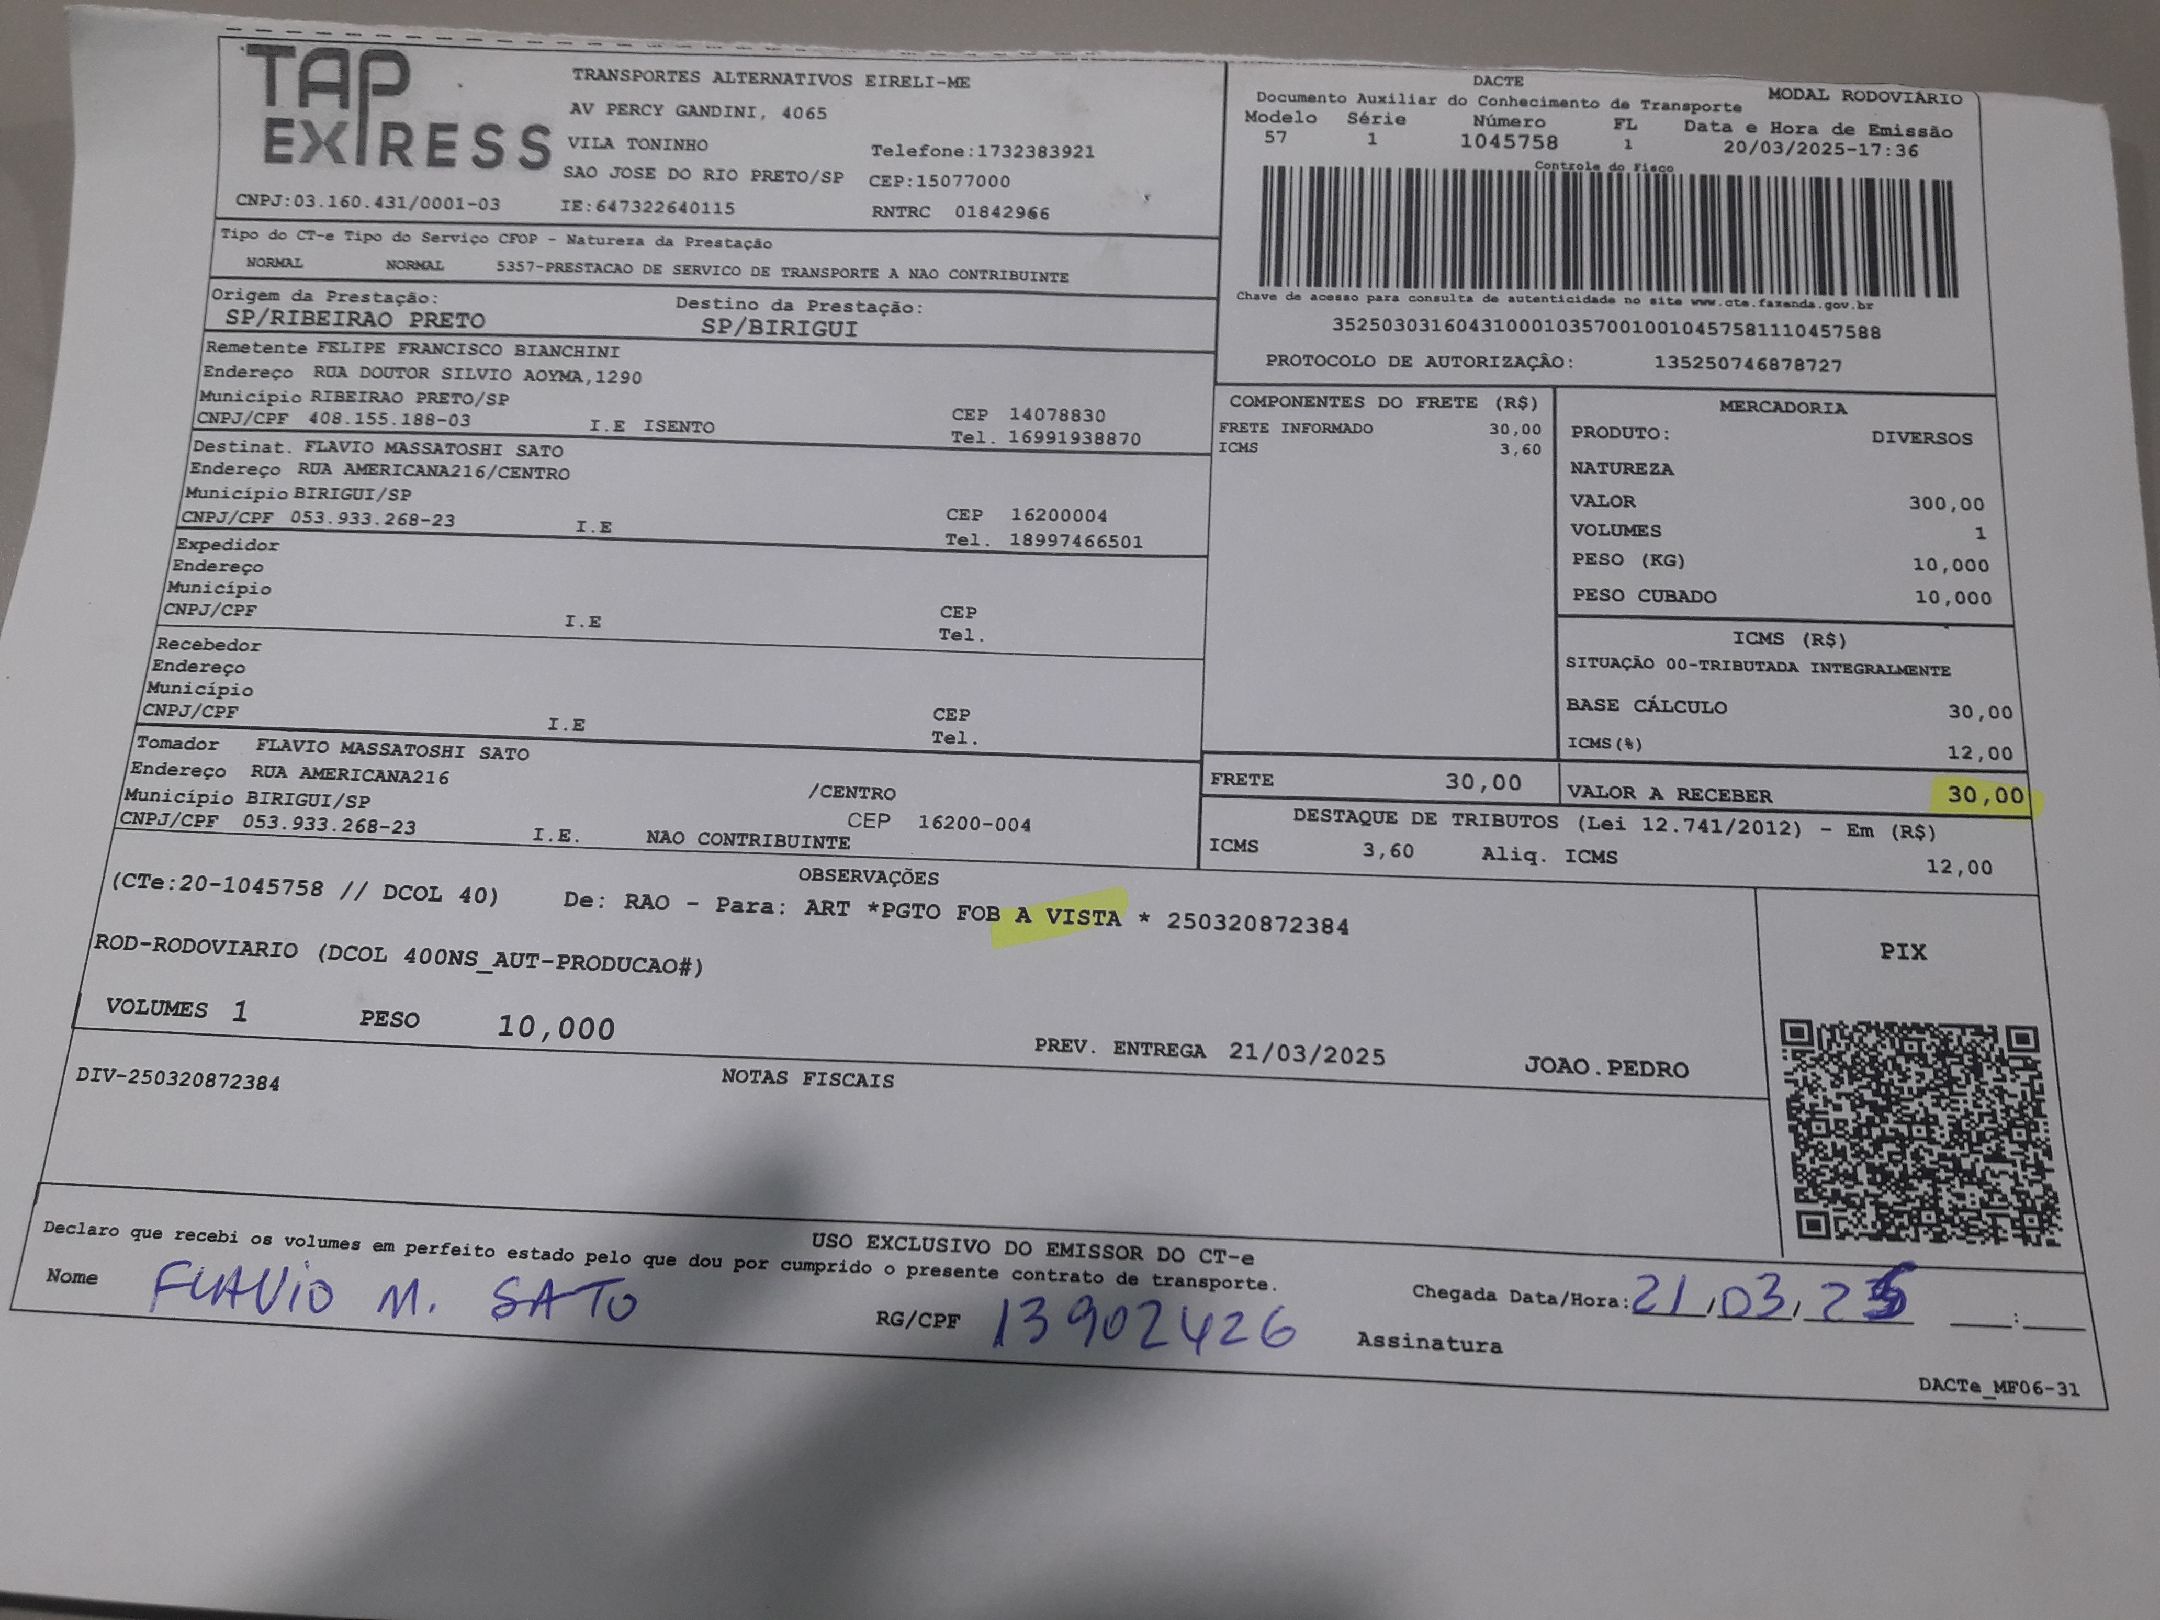 TAP EXPRESS
TRANSPORTES ALTERNATIVOS EIRELI-ME
AV PERCY GANDINI, 4065
VILA TONINHO Telefone:1732383921
SAO JOSE DO RIO PRETO/SP CEP:15077000
CNPJ:03.160.431/0001-03 IE:647322640115 RNTRC 01842966
DACTE MODAL RODOVIÁRIO
Documento Auxiliar do Conhecimento de Transporte
Modelo Série Número FL Data e Hora de Emissão
57 1 1045758 1 20/03/2025-17:36
Controle do Fisco
Chave de acesso para consulta de autenticidade no site www.cte.fazenda.gov.br
35250303160431000103570010010457581110457588
PROTOCOLO DE AUTORIZAÇÃO: 135250746878727
Tipo do CT-e Tipo do Serviço CFOP - Natureza da Prestação
NORMAL NORMAL 5357-PRESTACAO DE SERVICO DE TRANSPORTE A NAO CONTRIBUINTE
Origem da Prestação: Destino da Prestação:
SP/RIBEIRAO PRETO SP/BIRIGUI
Remetente FELIPE FRANCISCO BIANCHINI
Endereço RUA DOUTOR SILVIO AOYMA,1290
Município RIBEIRAO PRETO/SP CEP 14078830
CNPJ/CPF 408.155.188-03 I.E ISENTO Tel. 16991938870
Destinat. FLAVIO MASSATOSHI SATO
Endereço RUA AMERICANA216/CENTRO
Município BIRIGUI/SP CEP 16200004
CNPJ/CPF 053.933.268-23 I.E Tel. 18997466501
Expedidor
Endereço
Município CEP
CNPJ/CPF I.E Tel.
Recebedor
Endereço
Município CEP
CNPJ/CPF I.E Tel.
Tomador FLAVIO MASSATOSHI SATO
Endereço RUA AMERICANA216 /CENTRO
Município BIRIGUI/SP CEP 16200-004
CNPJ/CPF 053.933.268-23 I.E. NAO CONTRIBUINTE
COMPONENTES DO FRETE (R$)
FRETE INFORMADO 30,00
ICMS 3,60
MERCADORIA
PRODUTO: DIVERSOS
NATUREZA
VALOR 300,00
VOLUMES 1
PESO (KG) 10,000
PESO CUBADO 10,000
ICMS (R$)
SITUAÇÃO 00-TRIBUTADA INTEGRALMENTE
BASE CÁLCULO 30,00
ICMS(%) 12,00
FRETE 30,00 VALOR A RECEBER 30,00
DESTAQUE DE TRIBUTOS (Lei 12.741/2012) - Em (R$)
ICMS 3,60 Aliq. ICMS 12,00
OBSERVAÇÕES
(CTe:20-1045758 // DCOL 40) De: RAO - Para: ART *PGTO FOB A VISTA * 250320872384
ROD-RODOVIARIO (DCOL 400NS_AUT-PRODUCAO#)
VOLUMES 1 PESO 10,000 PREV. ENTREGA 21/03/2025 JOAO.PEDRO
PIX
NOTAS FISCAIS
DIV-250320872384
USO EXCLUSIVO DO EMISSOR DO CT-e
Declaro que recebi os volumes em perfeito estado pelo que dou por cumprido o presente contrato de transporte.
Nome FLAVIO M. SATO RG/CPF 13902426 Chegada Data/Hora: 21/03/25 __:__
Assinatura
DACTe_MF06-31